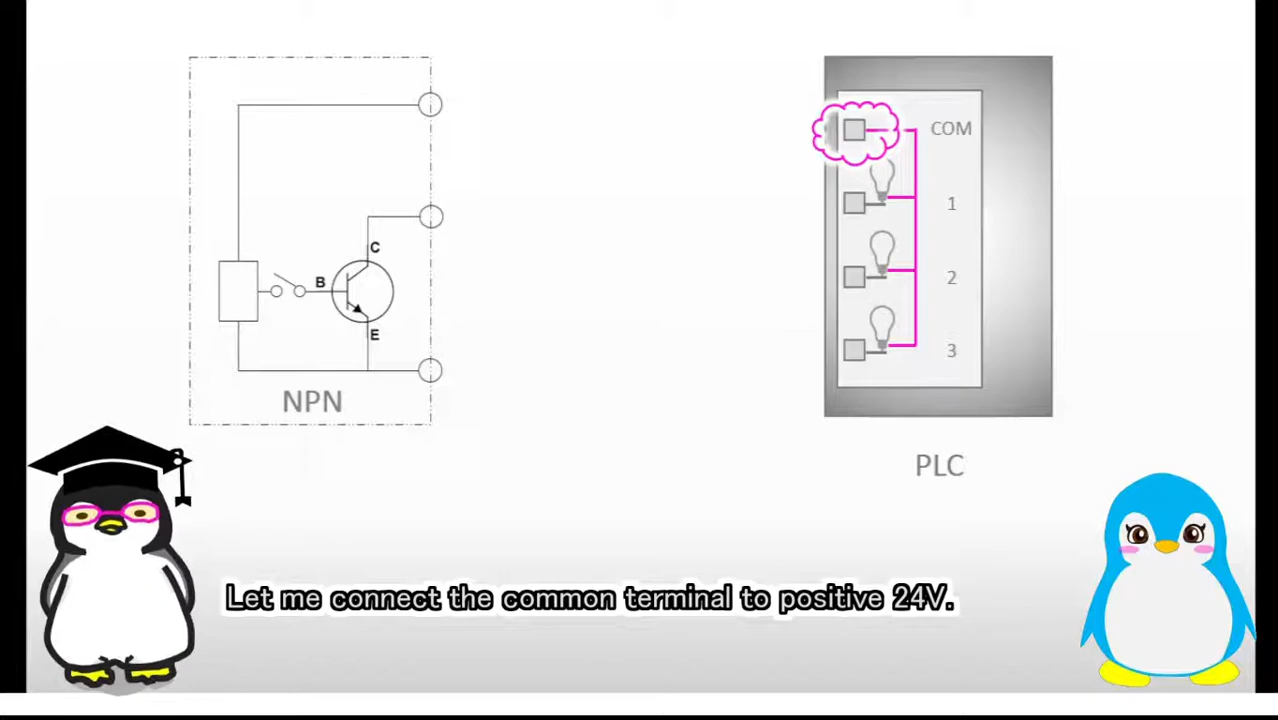 COM
C
1
B
2
E
3
NPN
PLC
Let me connect the common terminal to positive 24V.